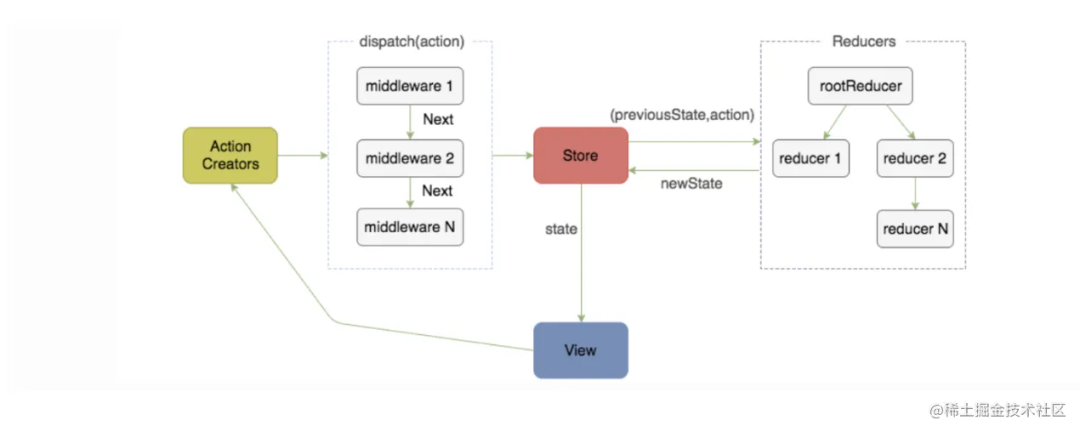 dispatch(action)
middleware 1
Next
middleware 2
Next
middleware N
Action
Creators
Store
(previousState,action)
newState
state
View
Reducers
rootReducer
reducer 1
reducer 2
reducer N
@稀土掘金技术社区